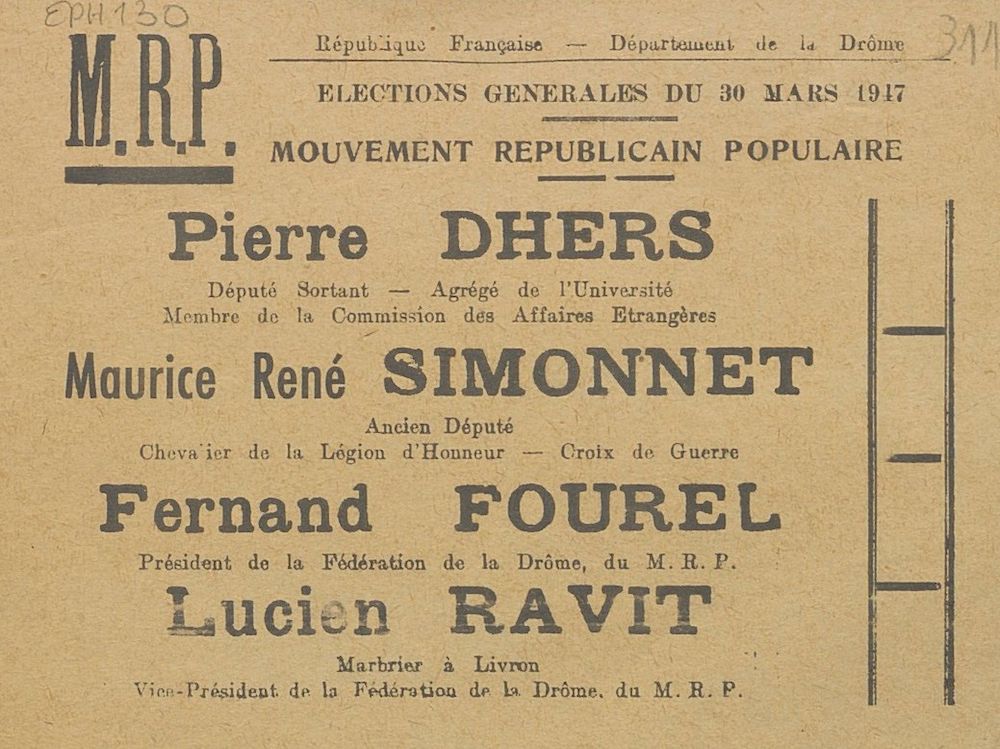 EPH130
311
M.R.P.
République Française — Département de la Drôme
ELECTIONS GENERALES DU 30 MARS 1947
MOUVEMENT REPUBLICAIN POPULAIRE
Pierre DHERS
Député Sortant — Agrégé de l'Université
Membre de la Commission des Affaires Etrangères
Maurice René SIMONNET
Ancien Député
Chevalier de la Légion d'Honneur — Croix de Guerre
Fernand FOUREL
Président de la Fédération de la Drôme, du M. R. P.
Lucien RAVIT
Marbrier à Livron
Vice-Président de la Fédération de la Drôme, du M. R. P.